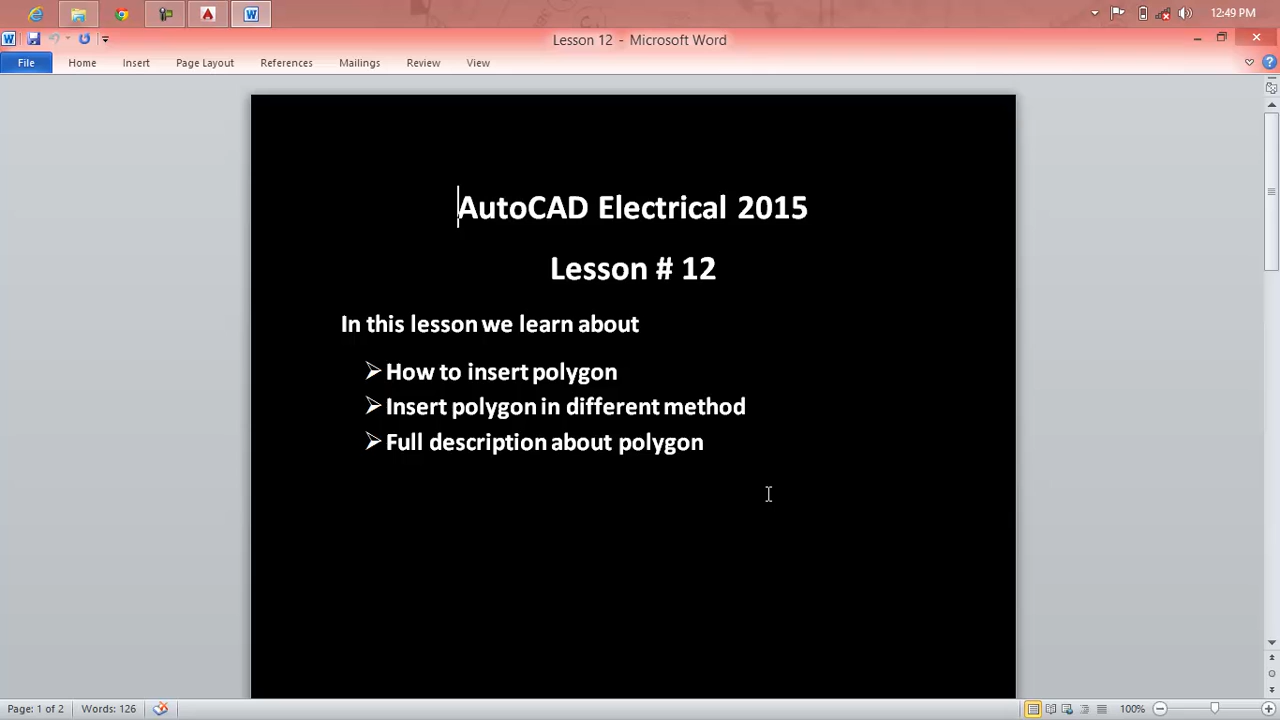 12:49 PM
Lesson 12 - Microsoft Word
File Home Insert Page Layout References Mailings Review View
AutoCAD Electrical 2015
Lesson # 12
In this lesson we learn about
How to insert polygon
Insert polygon in different method
Full description about polygon
Page: 1 of 2 Words: 126 100%